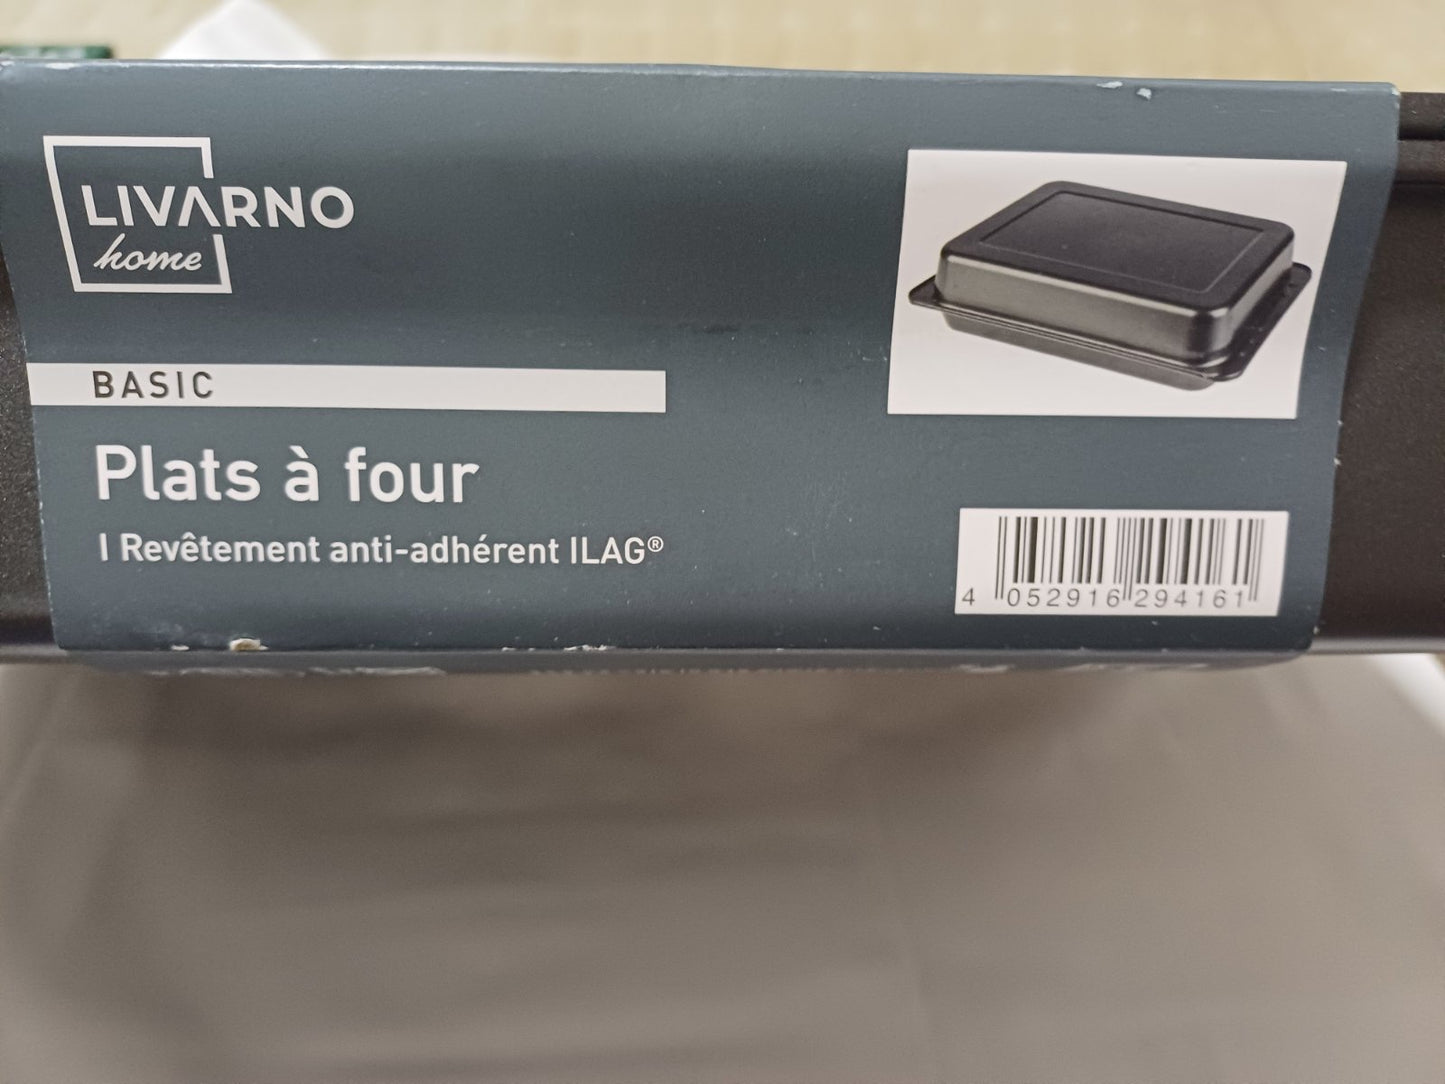 LIVARNO
home
BASIC
Plats à four
I Revêtement anti-adhérent ILAG®
4 052916 294161